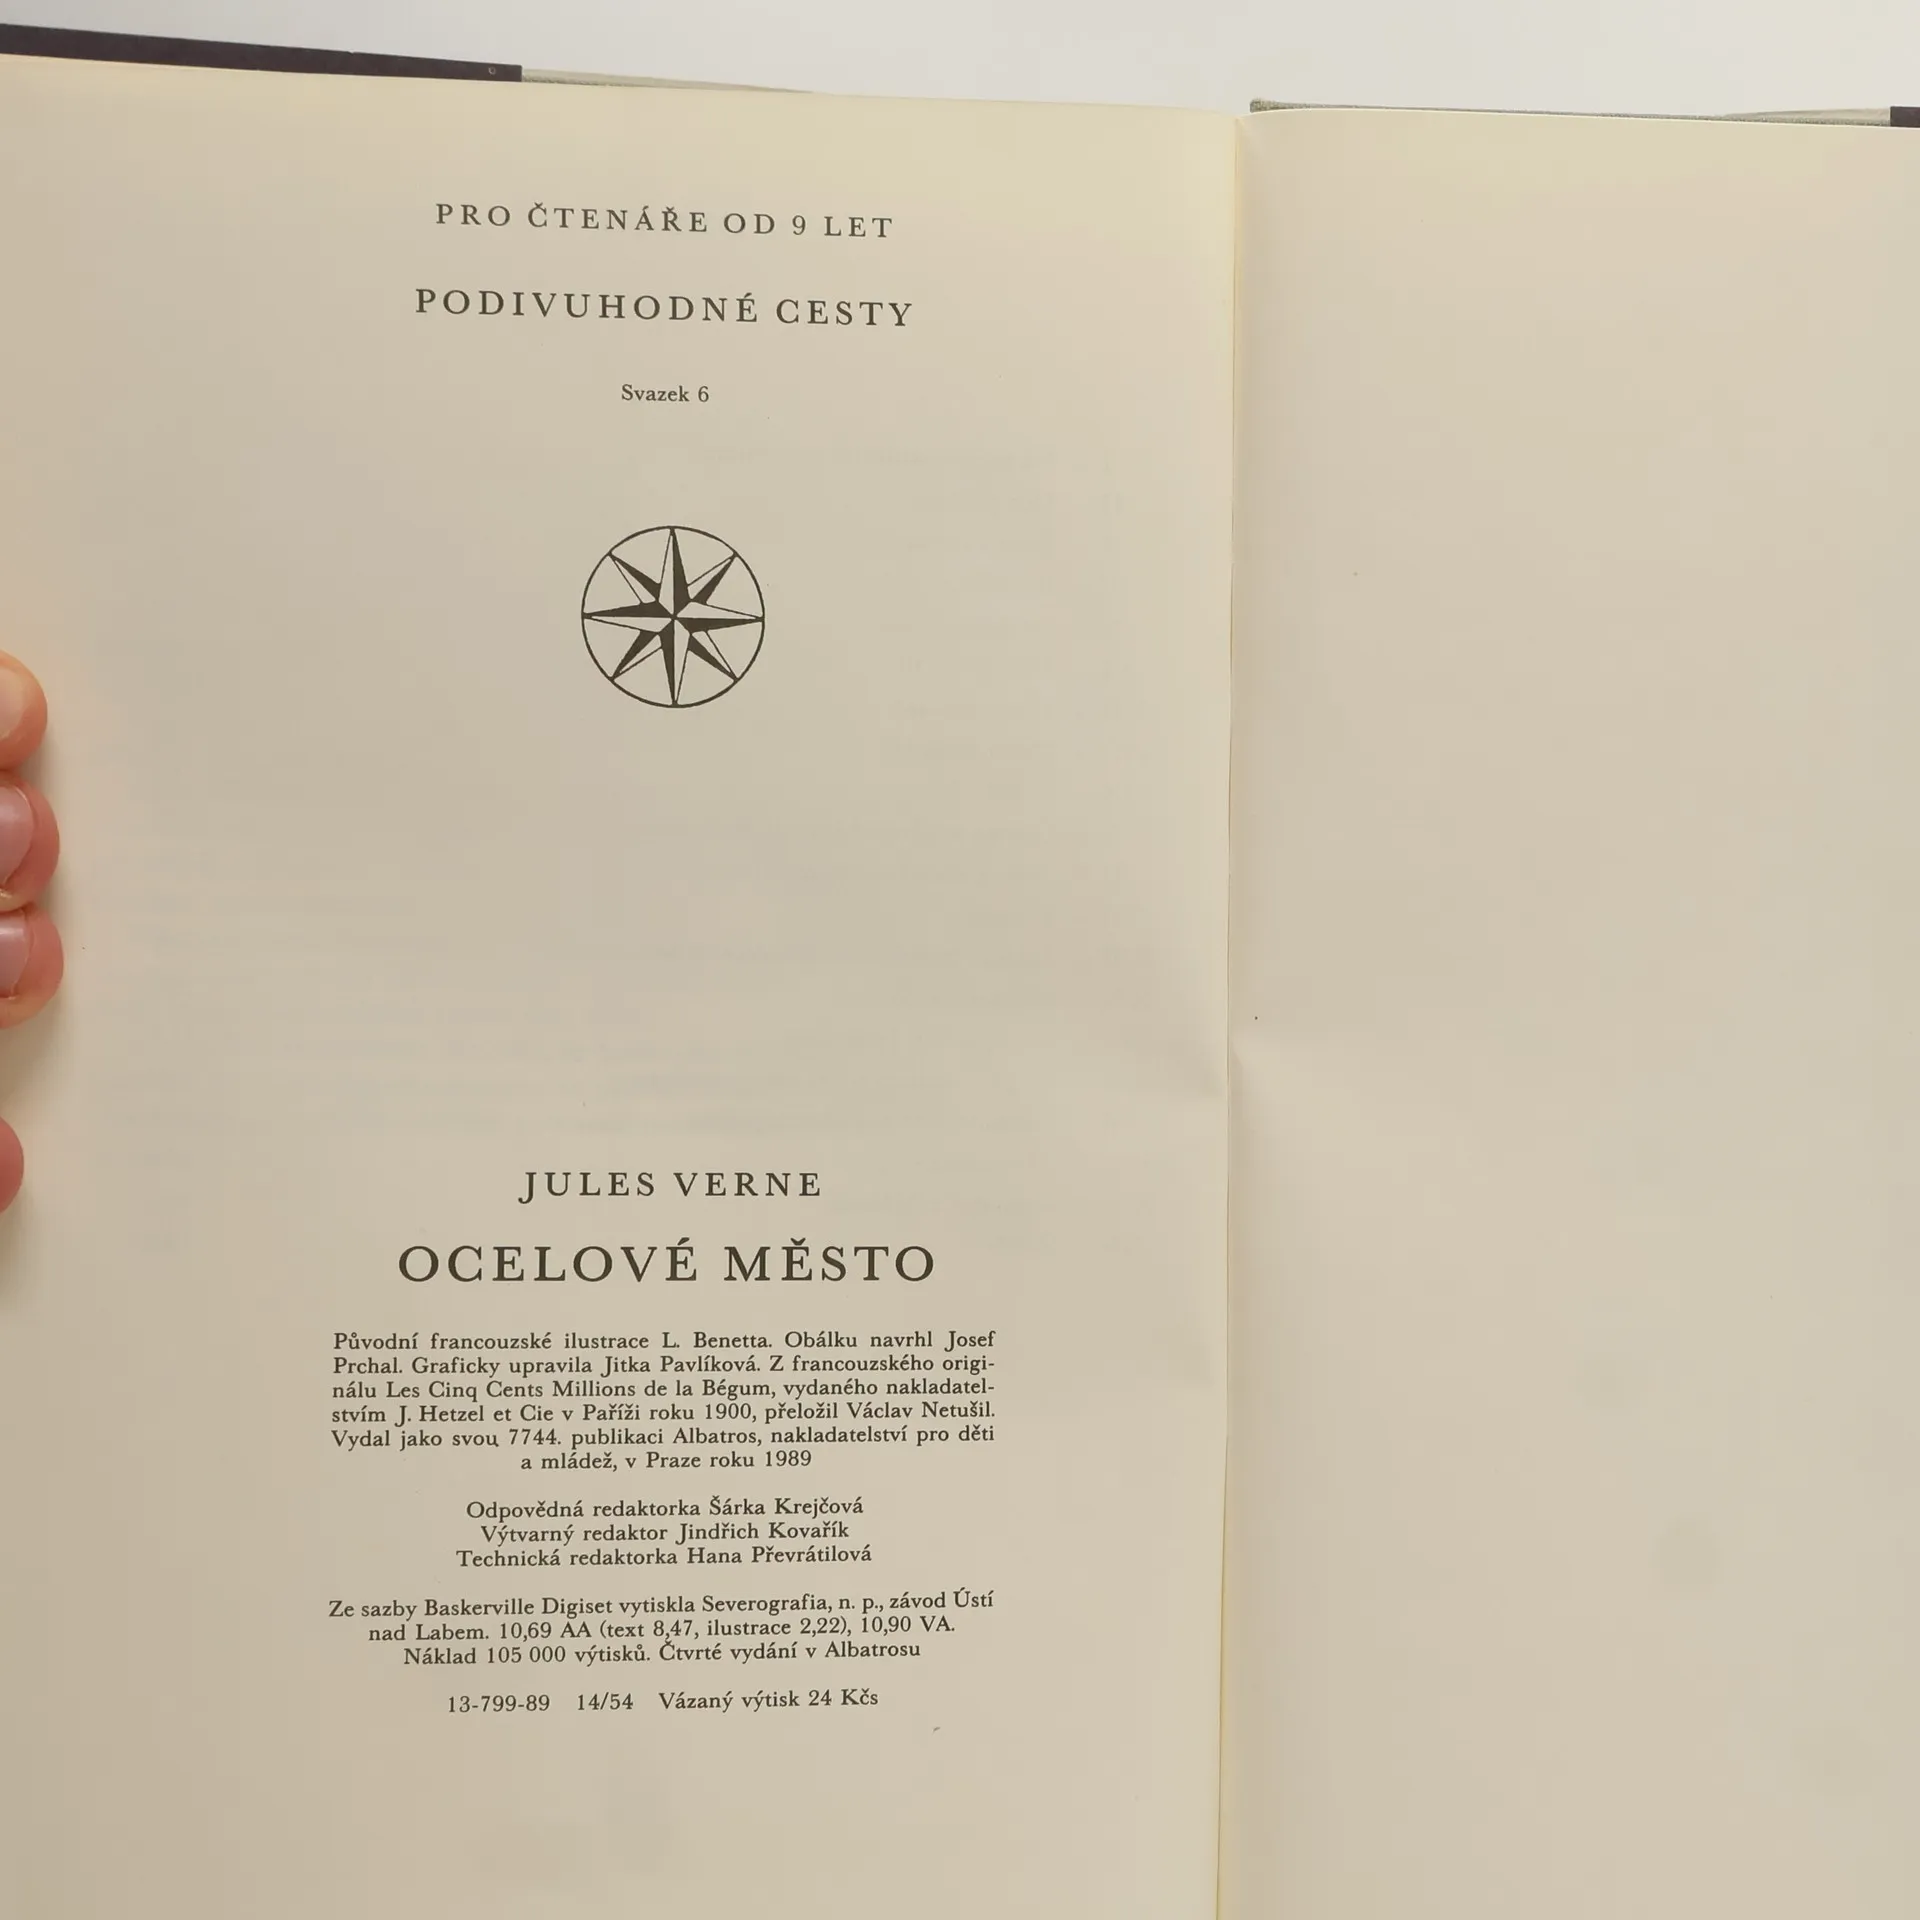 PRO ČTENÁŘE OD 9 LET
PODIVUHODNÉ CESTY
Svazek 6
JULES VERNE
OCELOVÉ MĚSTO
Původní francouzské ilustrace L. Benetta. Obálku navrhl Josef
Prchal. Graficky upravila Jitka Pavlíková. Z francouzského origi-
nálu Les Cinq Cents Millions de la Bégum, vydaného nakladatel-
stvím J. Hetzel et Cie v Paříži roku 1900, přeložil Václav Netušil.
Vydal jako svou 7744. publikaci Albatros, nakladatelství pro děti
a mládež, v Praze roku 1989
Odpovědná redaktorka Šárka Krejčová
Výtvarný redaktor Jindřich Kovařík
Technická redaktorka Hana Převrátilová
Ze sazby Baskerville Digiset vytiskla Severografia, n. p., závod Ústí
nad Labem. 10,69 AA (text 8,47, ilustrace 2,22), 10,90 VA.
Náklad 105 000 výtisků. Čtvrté vydání v Albatrosu
13-799-89 14/54 Vázaný výtisk 24 Kčs